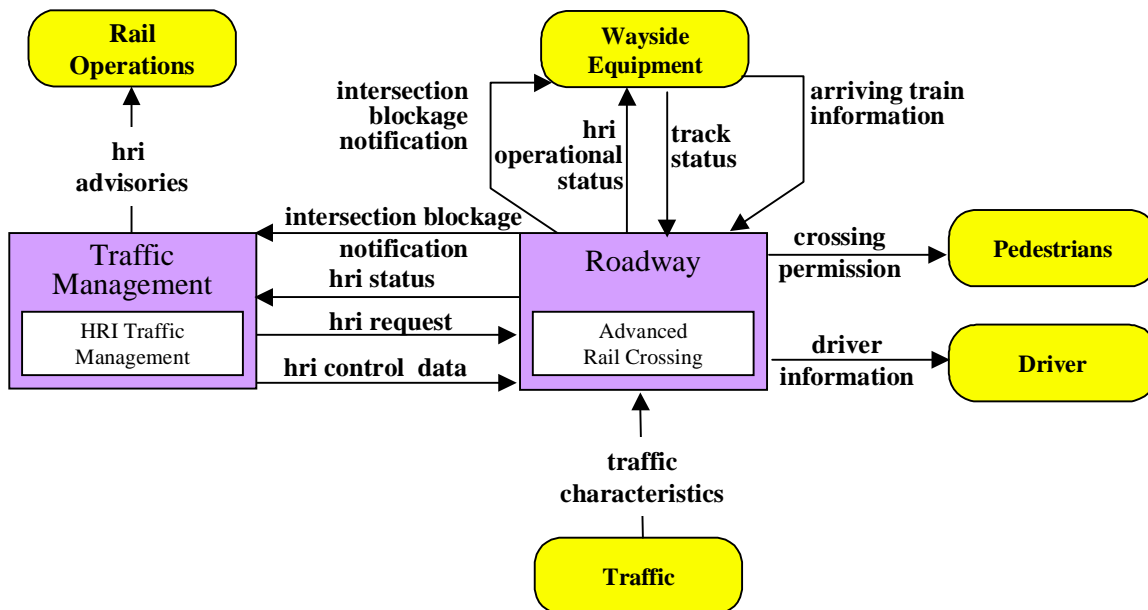 Rail
Operations
Wayside
Equipment
intersection
blockage
notification
hri
operational
status
track
status
arriving train
information
hri
advisories
intersection blockage
notification
Traffic
Management
HRI Traffic
Management
hri status
hri request
hri control data
Roadway
Advanced
Rail Crossing
crossing
permission
Pedestrians
driver
information
Driver
traffic
characteristics
Traffic